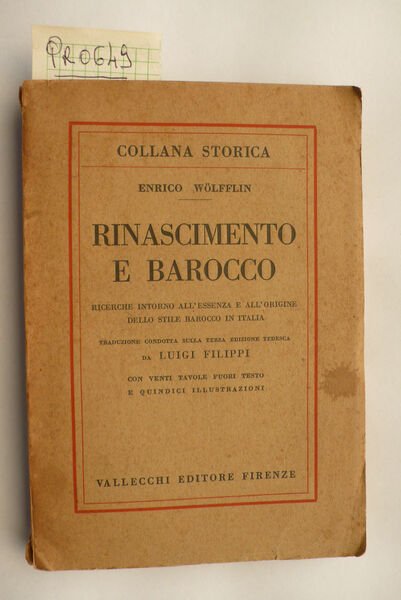 PRO649
COLLANA STORICA
ENRICO WÖLFFLIN
RINASCIMENTO
E BAROCCO
RICERCHE INTORNO ALL'ESSENZA E ALL'ORIGINE
DELLO STILE BAROCCO IN ITALIA
TRADUZIONE CONDOTTA SULLA TERZA EDIZIONE TEDESCA
DA LUIGI FILIPPI
CON VENTI TAVOLE FUORI TESTO
E QUINDICI ILLUSTRAZIONI
VALLECCHI EDITORE FIRENZE